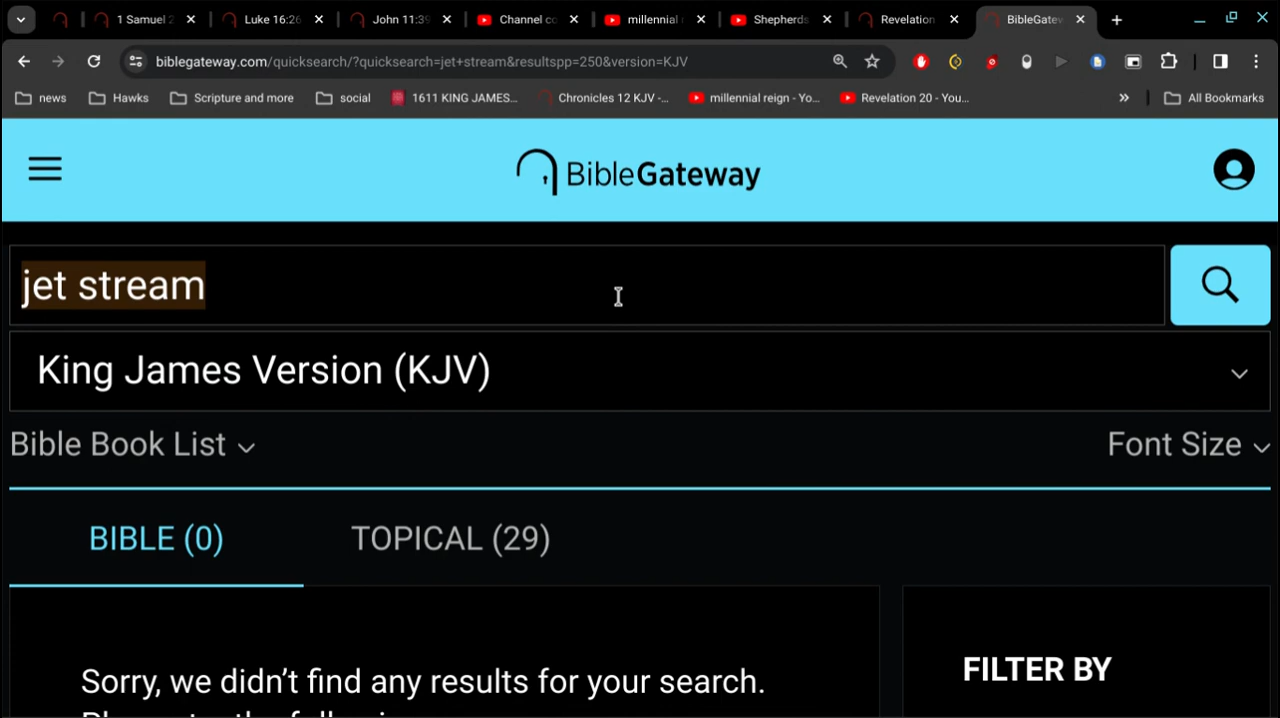 1 Samuel 2
Luke 16:26
John 11:39
Channel co
millennial
Shepherds
Revelation
BibleGatew
biblegateway.com/quicksearch/?quicksearch=jet+stream&resultspp=250&version=KJV
news
Hawks
Scripture and more
social
1611 KING JAMES...
Chronicles 12 KJV -...
millennial reign - Yo...
Revelation 20 - You...
»
All Bookmarks
BibleGateway
jet stream
King James Version (KJV)
Bible Book List
Font Size
BIBLE (0)
TOPICAL (29)
Sorry, we didn't find any results for your search.
FILTER BY